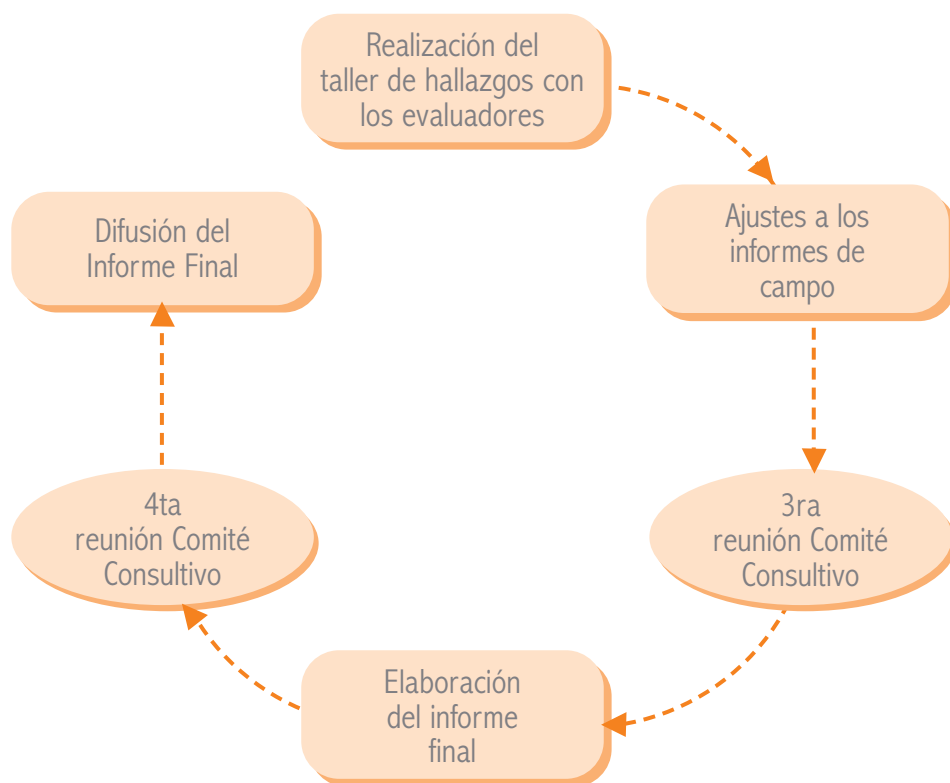 Realización del
taller de hallazgos con
los evaluadores
Ajustes a los
informes de
campo
3ra
reunión Comité
Consultivo
Elaboración
del informe
final
4ta
reunión Comité
Consultivo
Difusión del
Informe Final